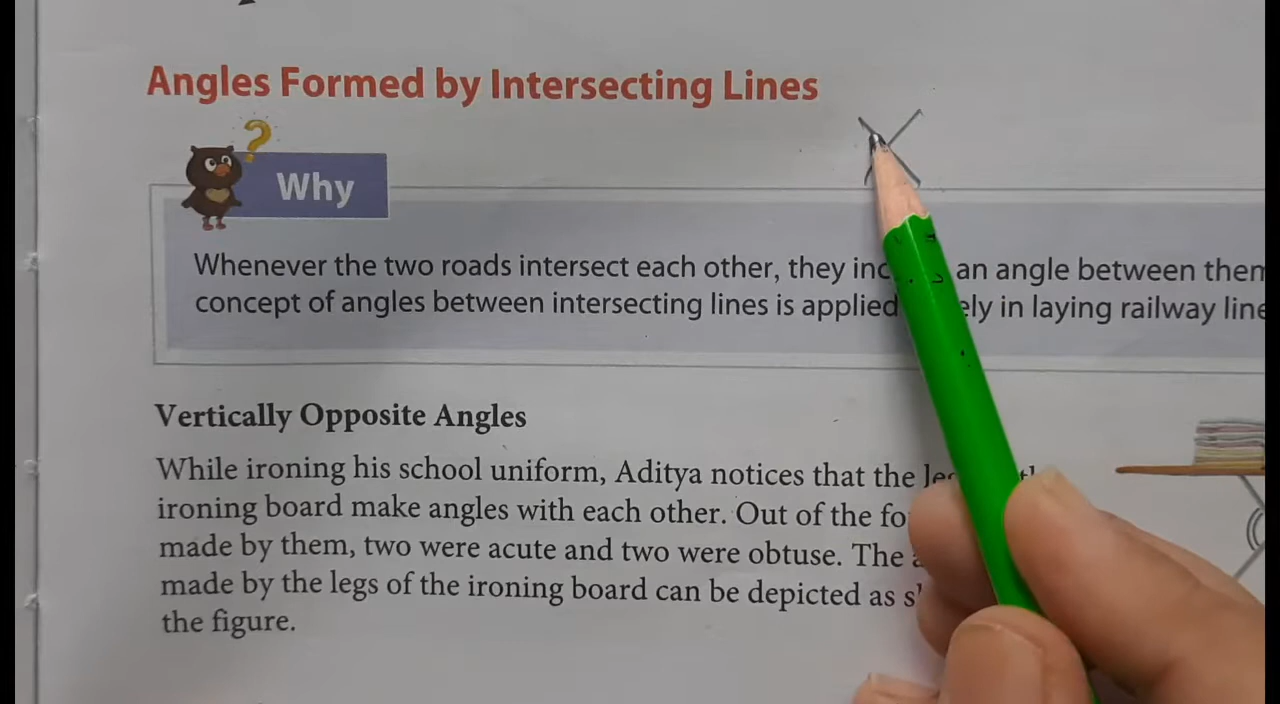 Angles Formed by Intersecting Lines
?
Why
Whenever the two roads intersect each other, they inc an angle between them
concept of angles between intersecting lines is applied ely in laying railway line
Vertically Opposite Angles
While ironing his school uniform, Aditya notices that the
ironing board make angles with each other. Out of the fo
made by them, two were acute and two were obtuse. The
made by the legs of the ironing board can be depicted as
the figure.